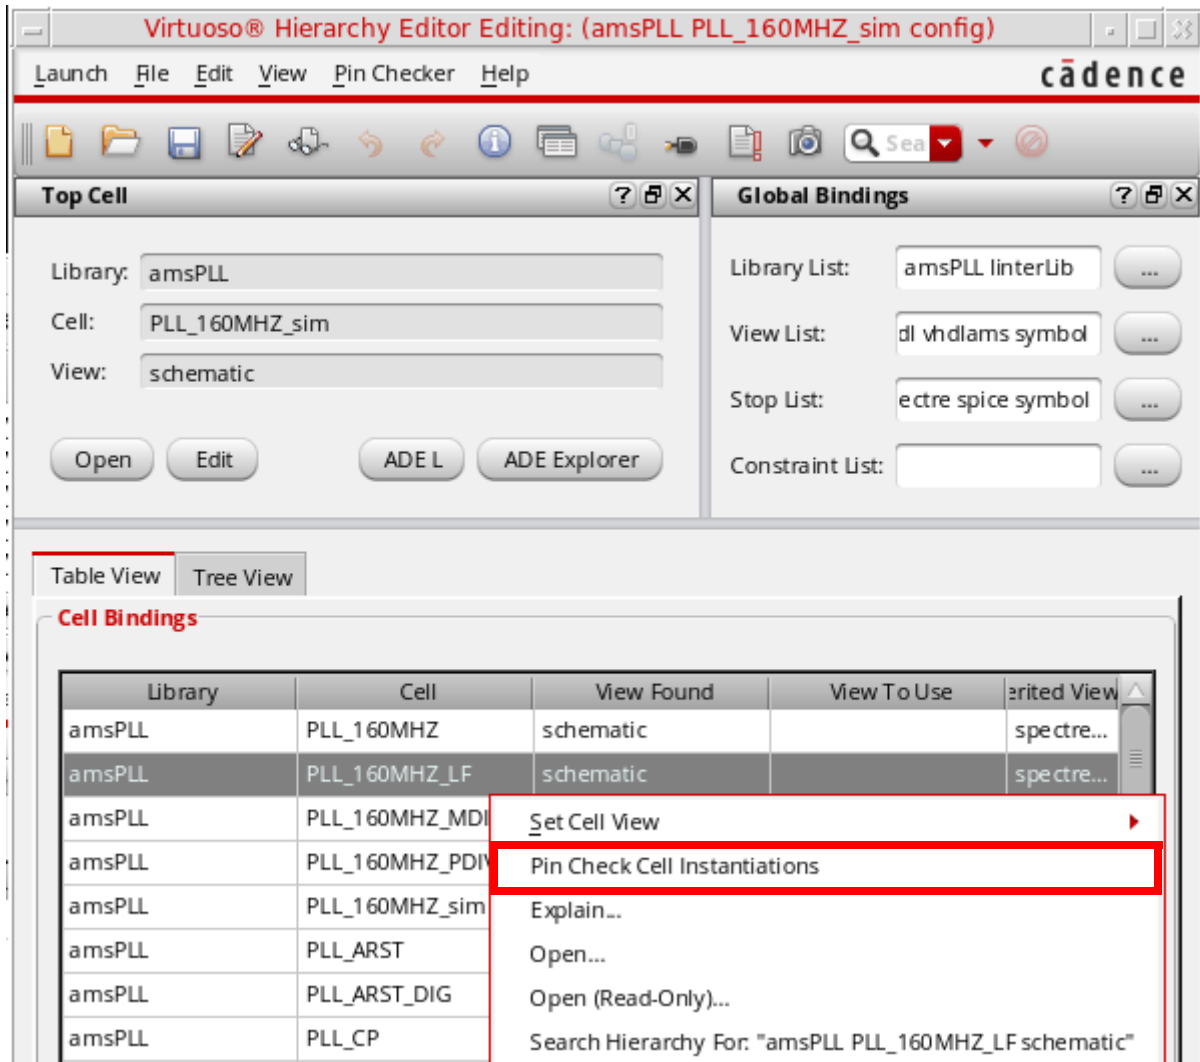 Virtuoso® Hierarchy Editor Editing: (amsPLL PLL_160MHZ_sim config)
Launch File Edit View Pin Checker Help
cādence
Sea
Top Cell
Library: amsPLL
Cell: PLL_160MHZ_sim
View: schematic
Open Edit ADE L ADE Explorer
Global Bindings
Library List: amsPLL linterLib ...
View List: dl vhdlams symbol ...
Stop List: ectre spice symbol ...
Constraint List: ...
Table View Tree View
Cell Bindings
Library Cell View Found View To Use erited View
amsPLL PLL_160MHZ schematic spectre...
amsPLL PLL_160MHZ_LF schematic spectre...
amsPLL PLL_160MHZ_MDI
amsPLL PLL_160MHZ_PDIV
amsPLL PLL_160MHZ_sim
amsPLL PLL_ARST
amsPLL PLL_ARST_DIG
amsPLL PLL_CP
Set Cell View
Pin Check Cell Instantiations
Explain...
Open...
Open (Read-Only)...
Search Hierarchy For: "amsPLL PLL_160MHZ_LF schematic"